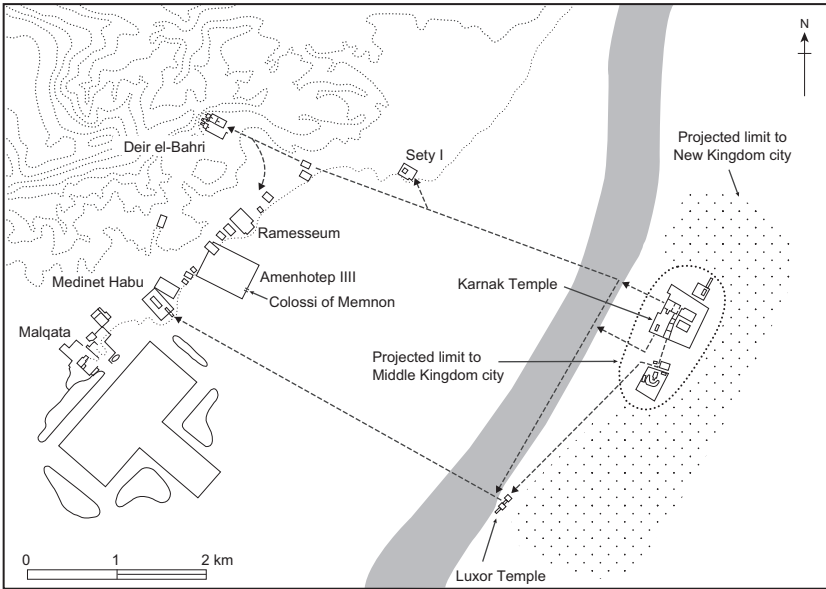 N
Deir el-Bahri
Sety I
Projected limit to
New Kingdom city
Ramesseum
Medinet Habu
Amenhotep IIII
Colossi of Memnon
Karnak Temple
Malqata
Projected limit to
Middle Kingdom city
0 1 2 km
Luxor Temple